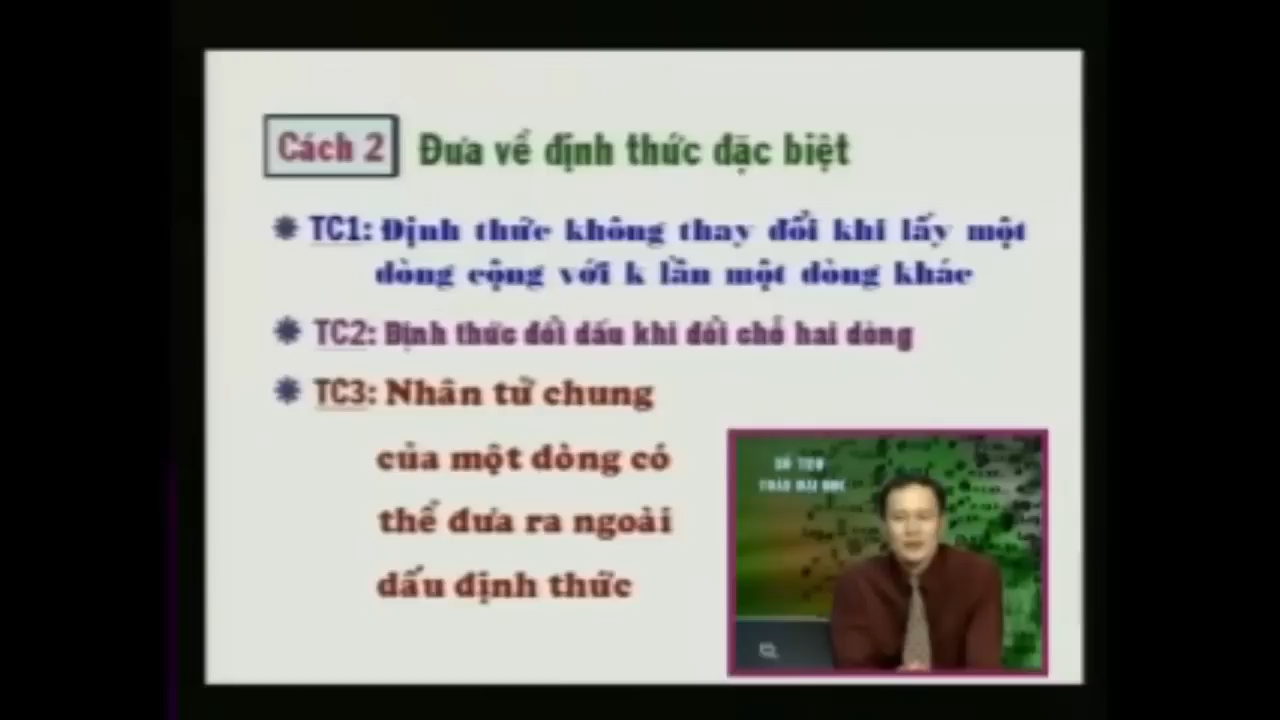 Cách 2 Đưa về định thức đặc biệt
TC1: Định thức không thay đổi khi lấy một
dòng cộng với k lần một dòng khác
TC2: Định thức đổi dấu khi đổi chỗ hai dòng
TC3: Nhân tử chung
của một dòng có
thể đưa ra ngoài
dấu định thức